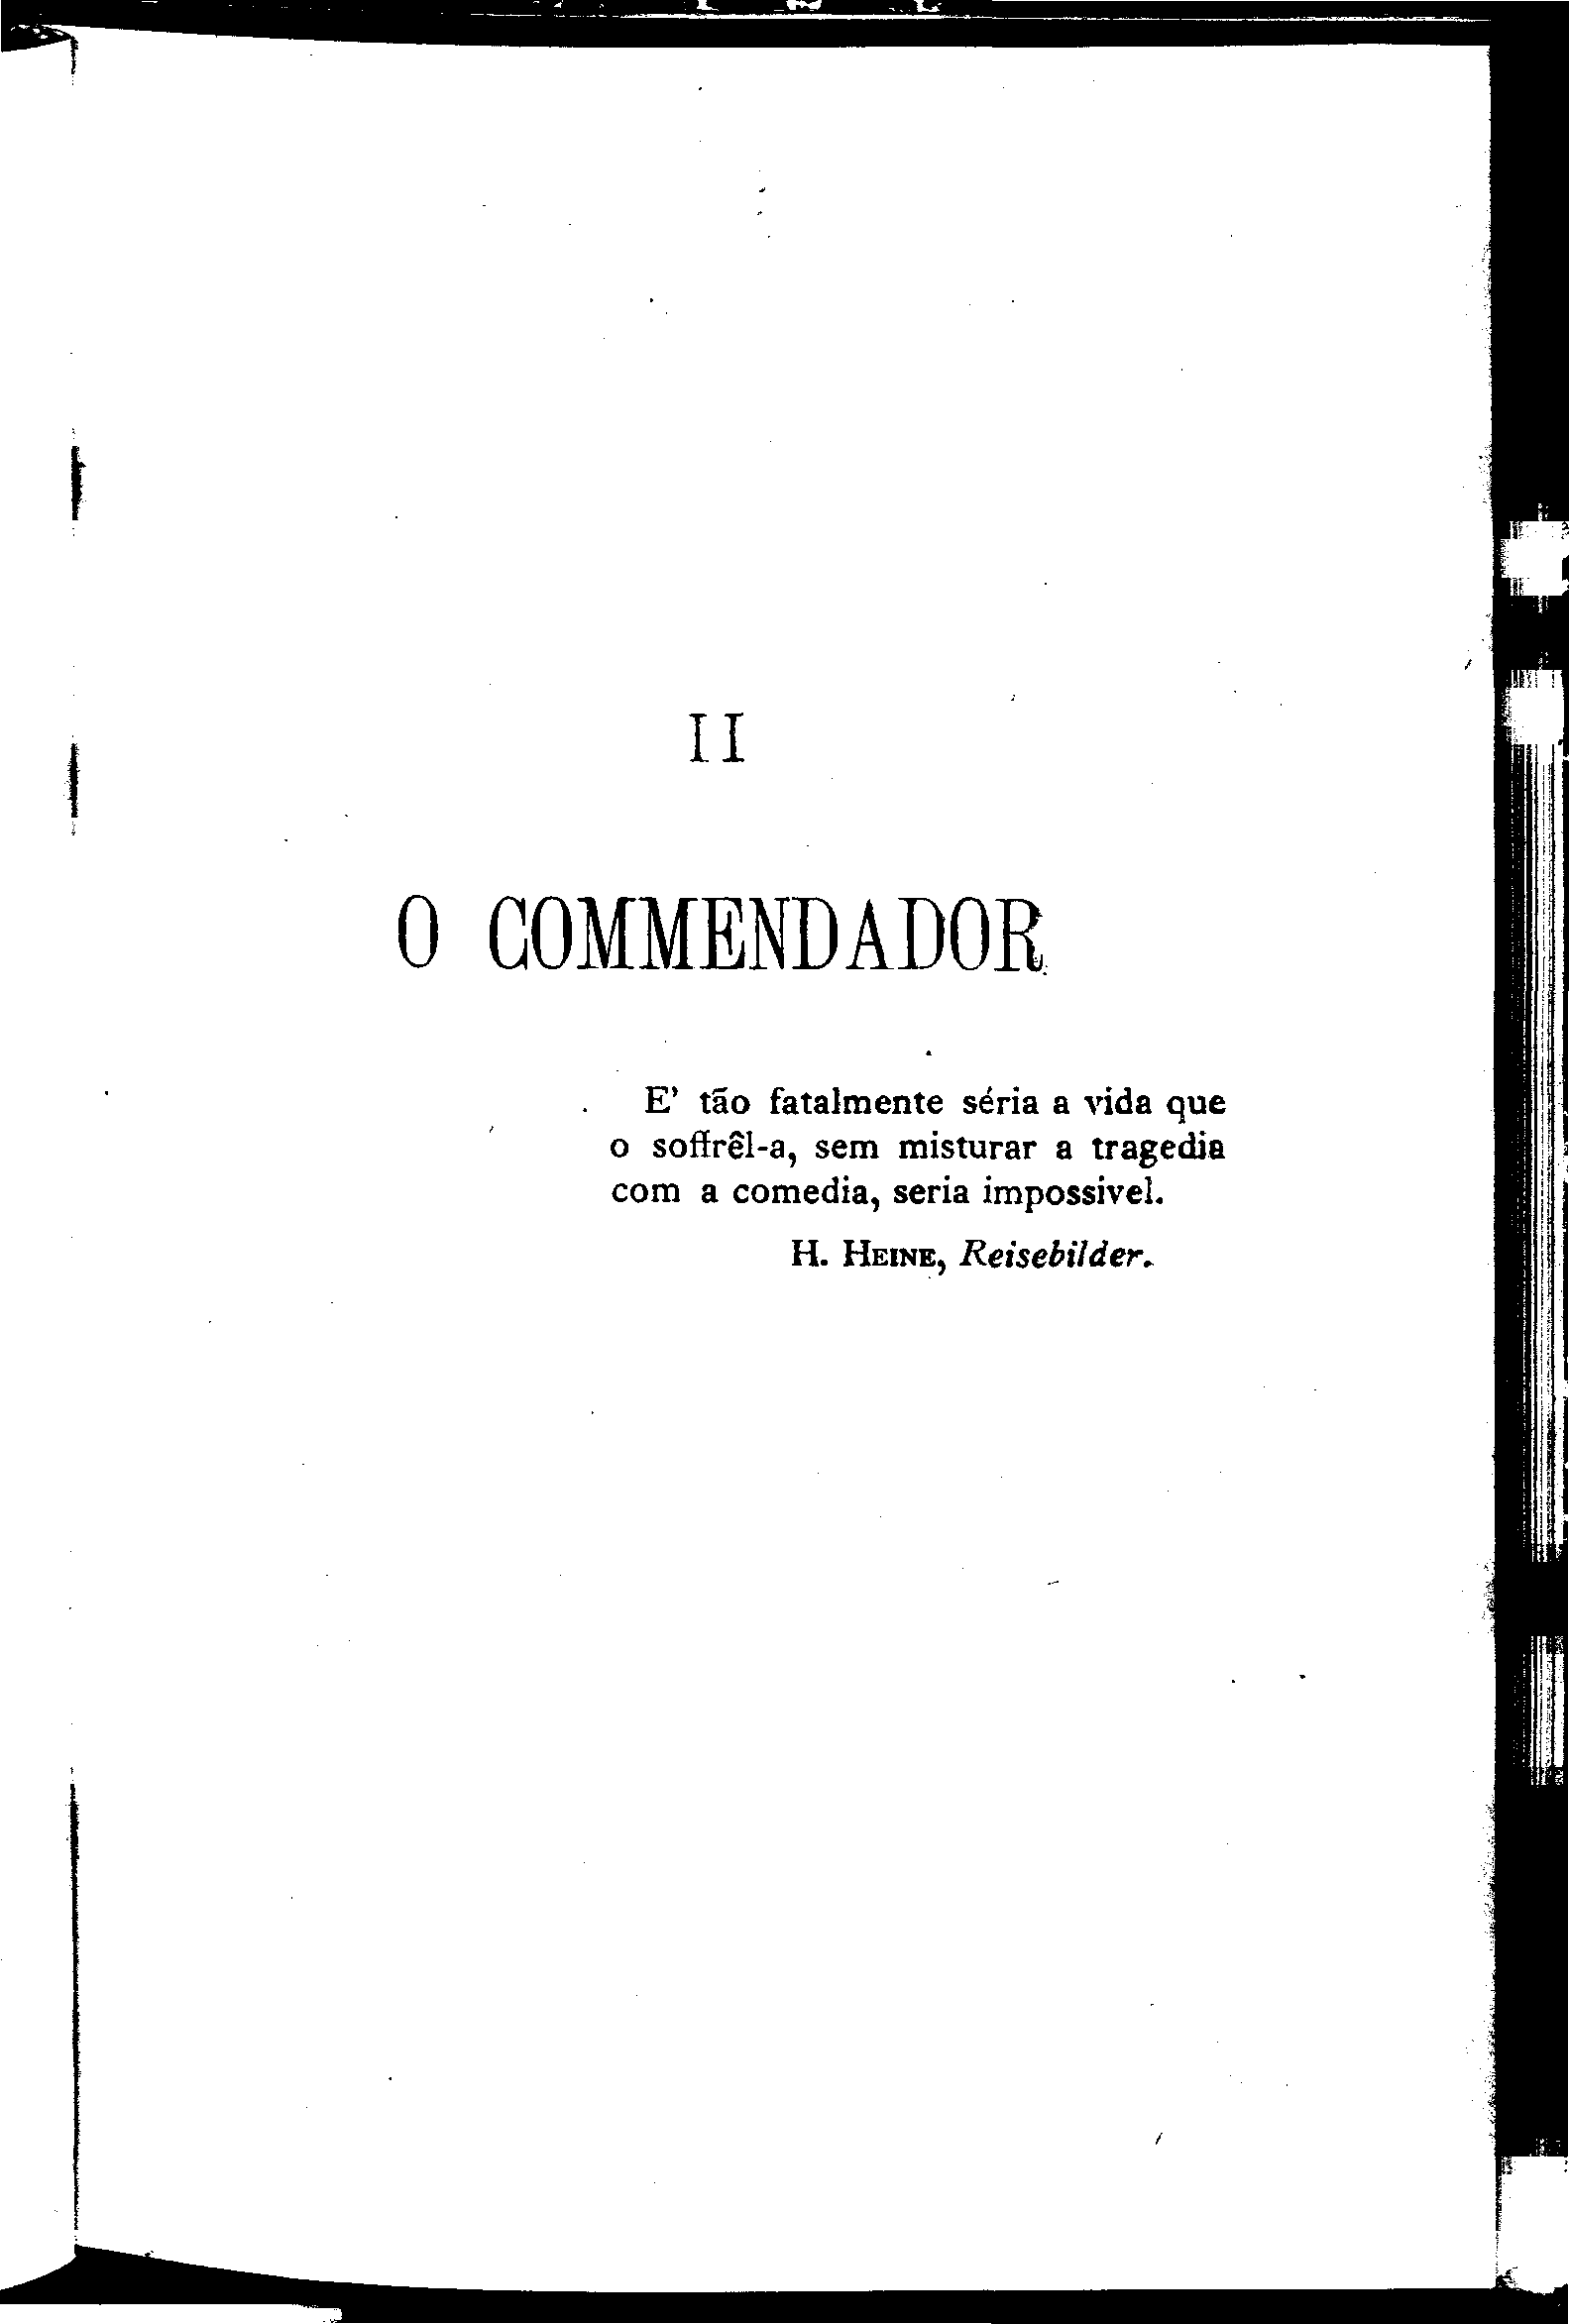 II
O COMMENDADOR
E' tão fatalmente séria a vida que
o soffrêl-a, sem misturar a tragedia
com a comedia, seria impossivel.
H. HEINE, Reisebilder.